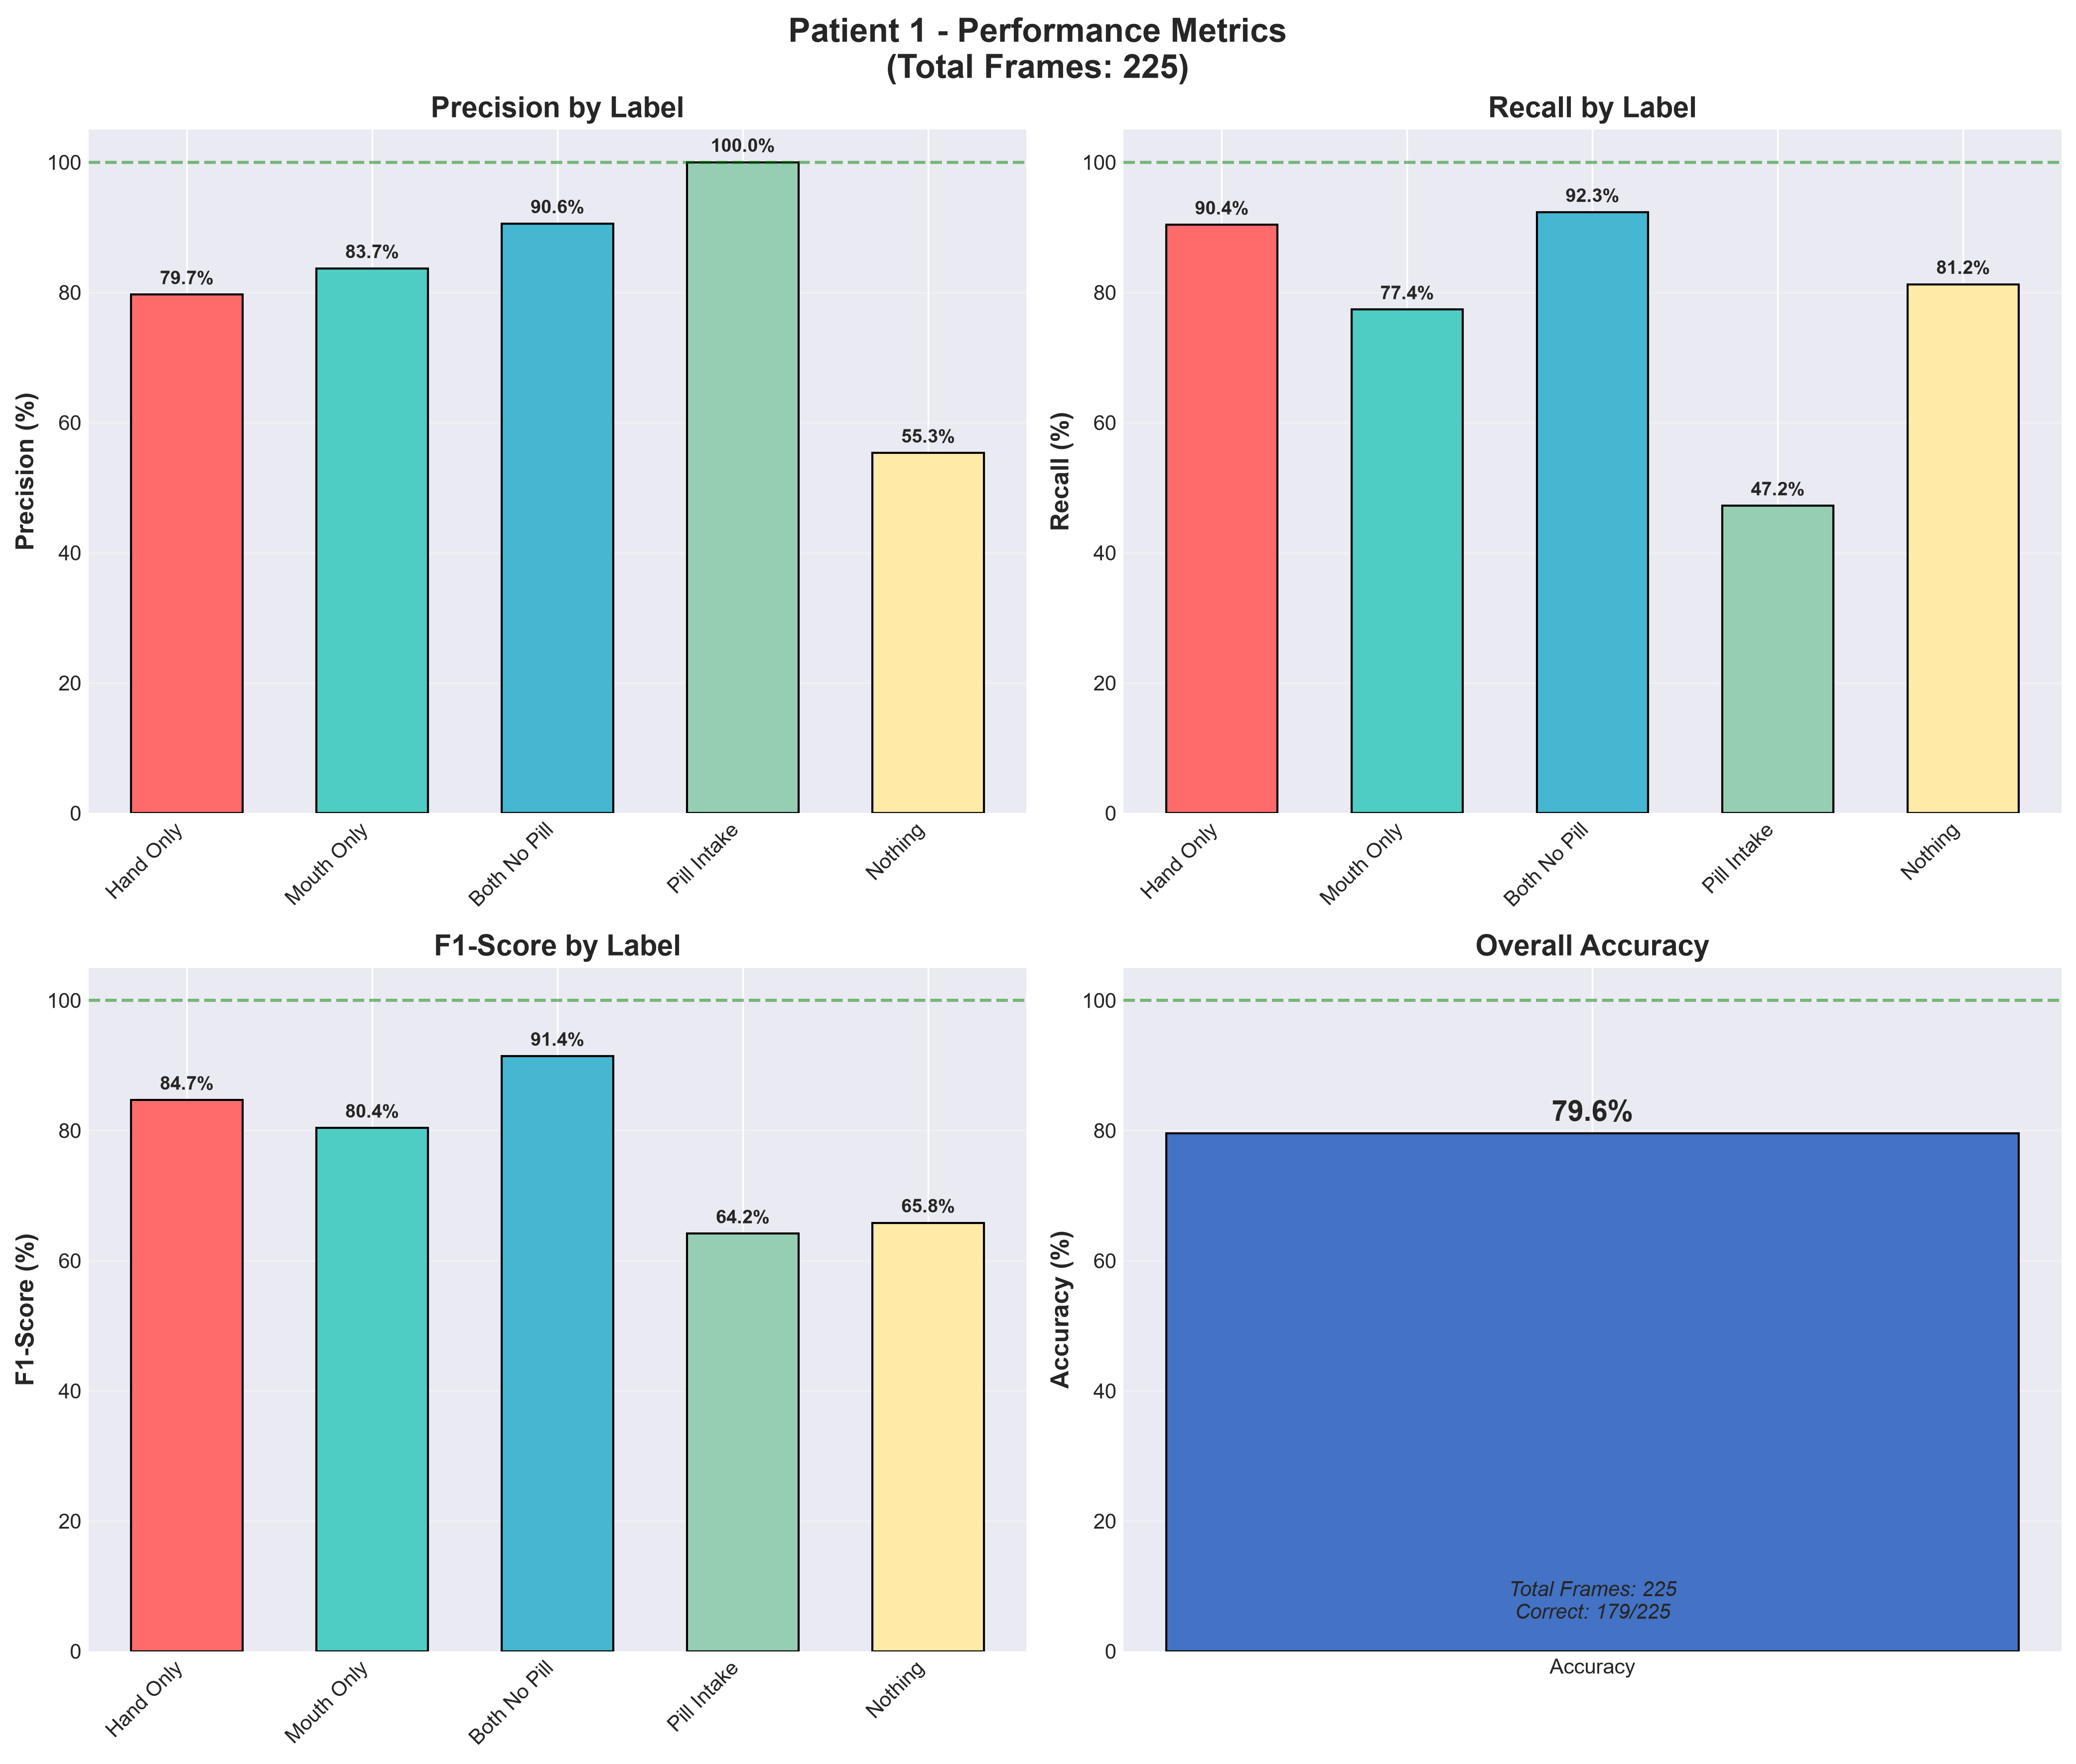 Patient 1 - Performance Metrics
(Total Frames: 225)
Precision by Label
Precision (%)
100
80
60
40
20
0
79.7%
83.7%
90.6%
100.0%
55.3%
Hand Only
Mouth Only
Both No Pill
Pill Intake
Nothing
Recall by Label
Recall (%)
100
80
60
40
20
0
90.4%
77.4%
92.3%
47.2%
81.2%
Hand Only
Mouth Only
Both No Pill
Pill Intake
Nothing
F1-Score by Label
F1-Score (%)
100
80
60
40
20
0
84.7%
80.4%
91.4%
64.2%
65.8%
Hand Only
Mouth Only
Both No Pill
Pill Intake
Nothing
Overall Accuracy
Accuracy (%)
100
80
60
40
20
0
79.6%
Total Frames: 225
Correct: 179/225
Accuracy